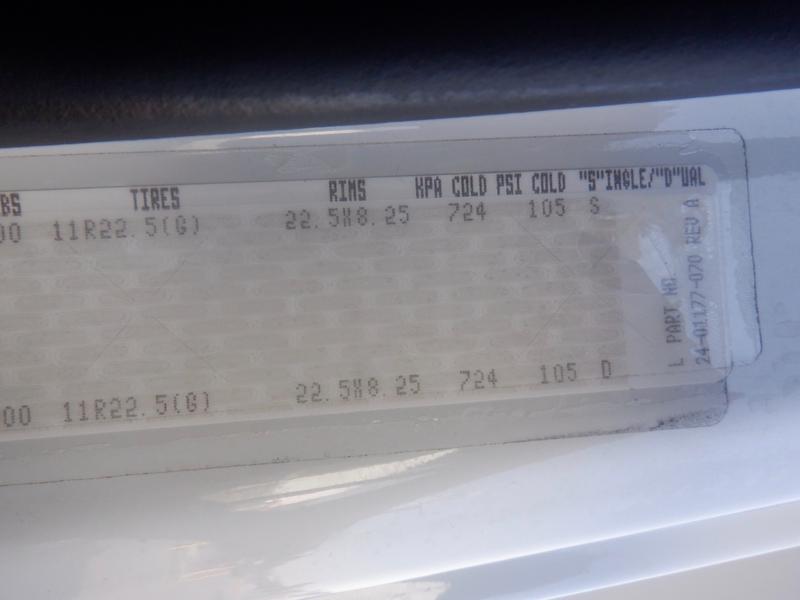 BS TIRES RIMS KPA COLD PSI COLD "S"INGLE/"D"UAL
00 11R22.5(G) 22.5X8.25 724 105 S
00 11R22.5(G) 22.5X8.25 724 105 D
L PART NO.
24-01177-070 REV A